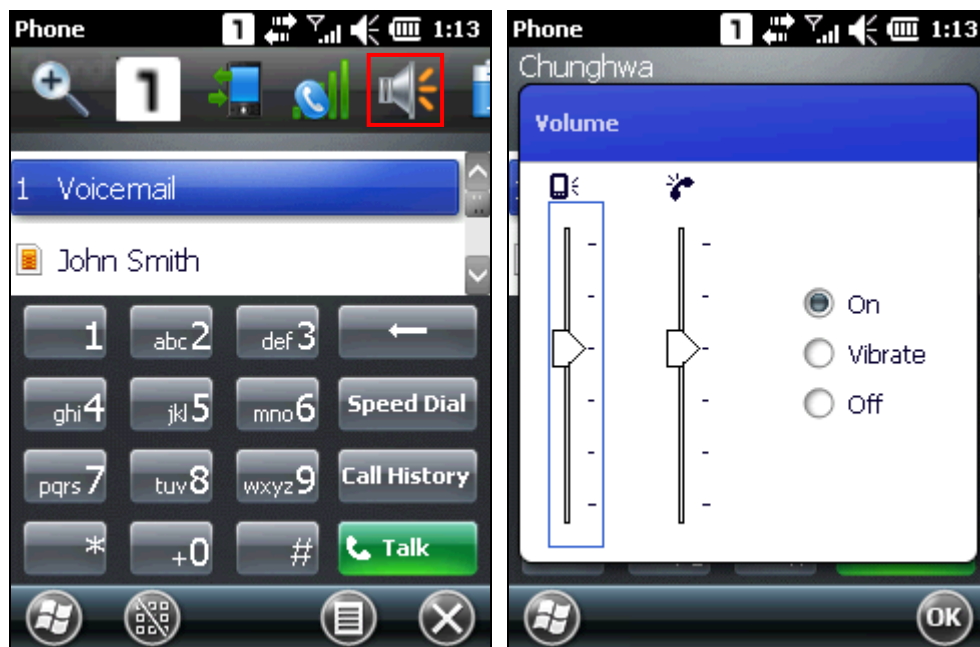 Phone 1 1:13
1
1 Voicemail
John Smith
1 abc 2 def 3
ghi 4 jkl 5 mno 6 Speed Dial
pqrs 7 tuv 8 wxyz 9 Call History
* +0 # Talk
Phone 1 1:13
Chunghwa
Volume
On
Vibrate
Off
OK